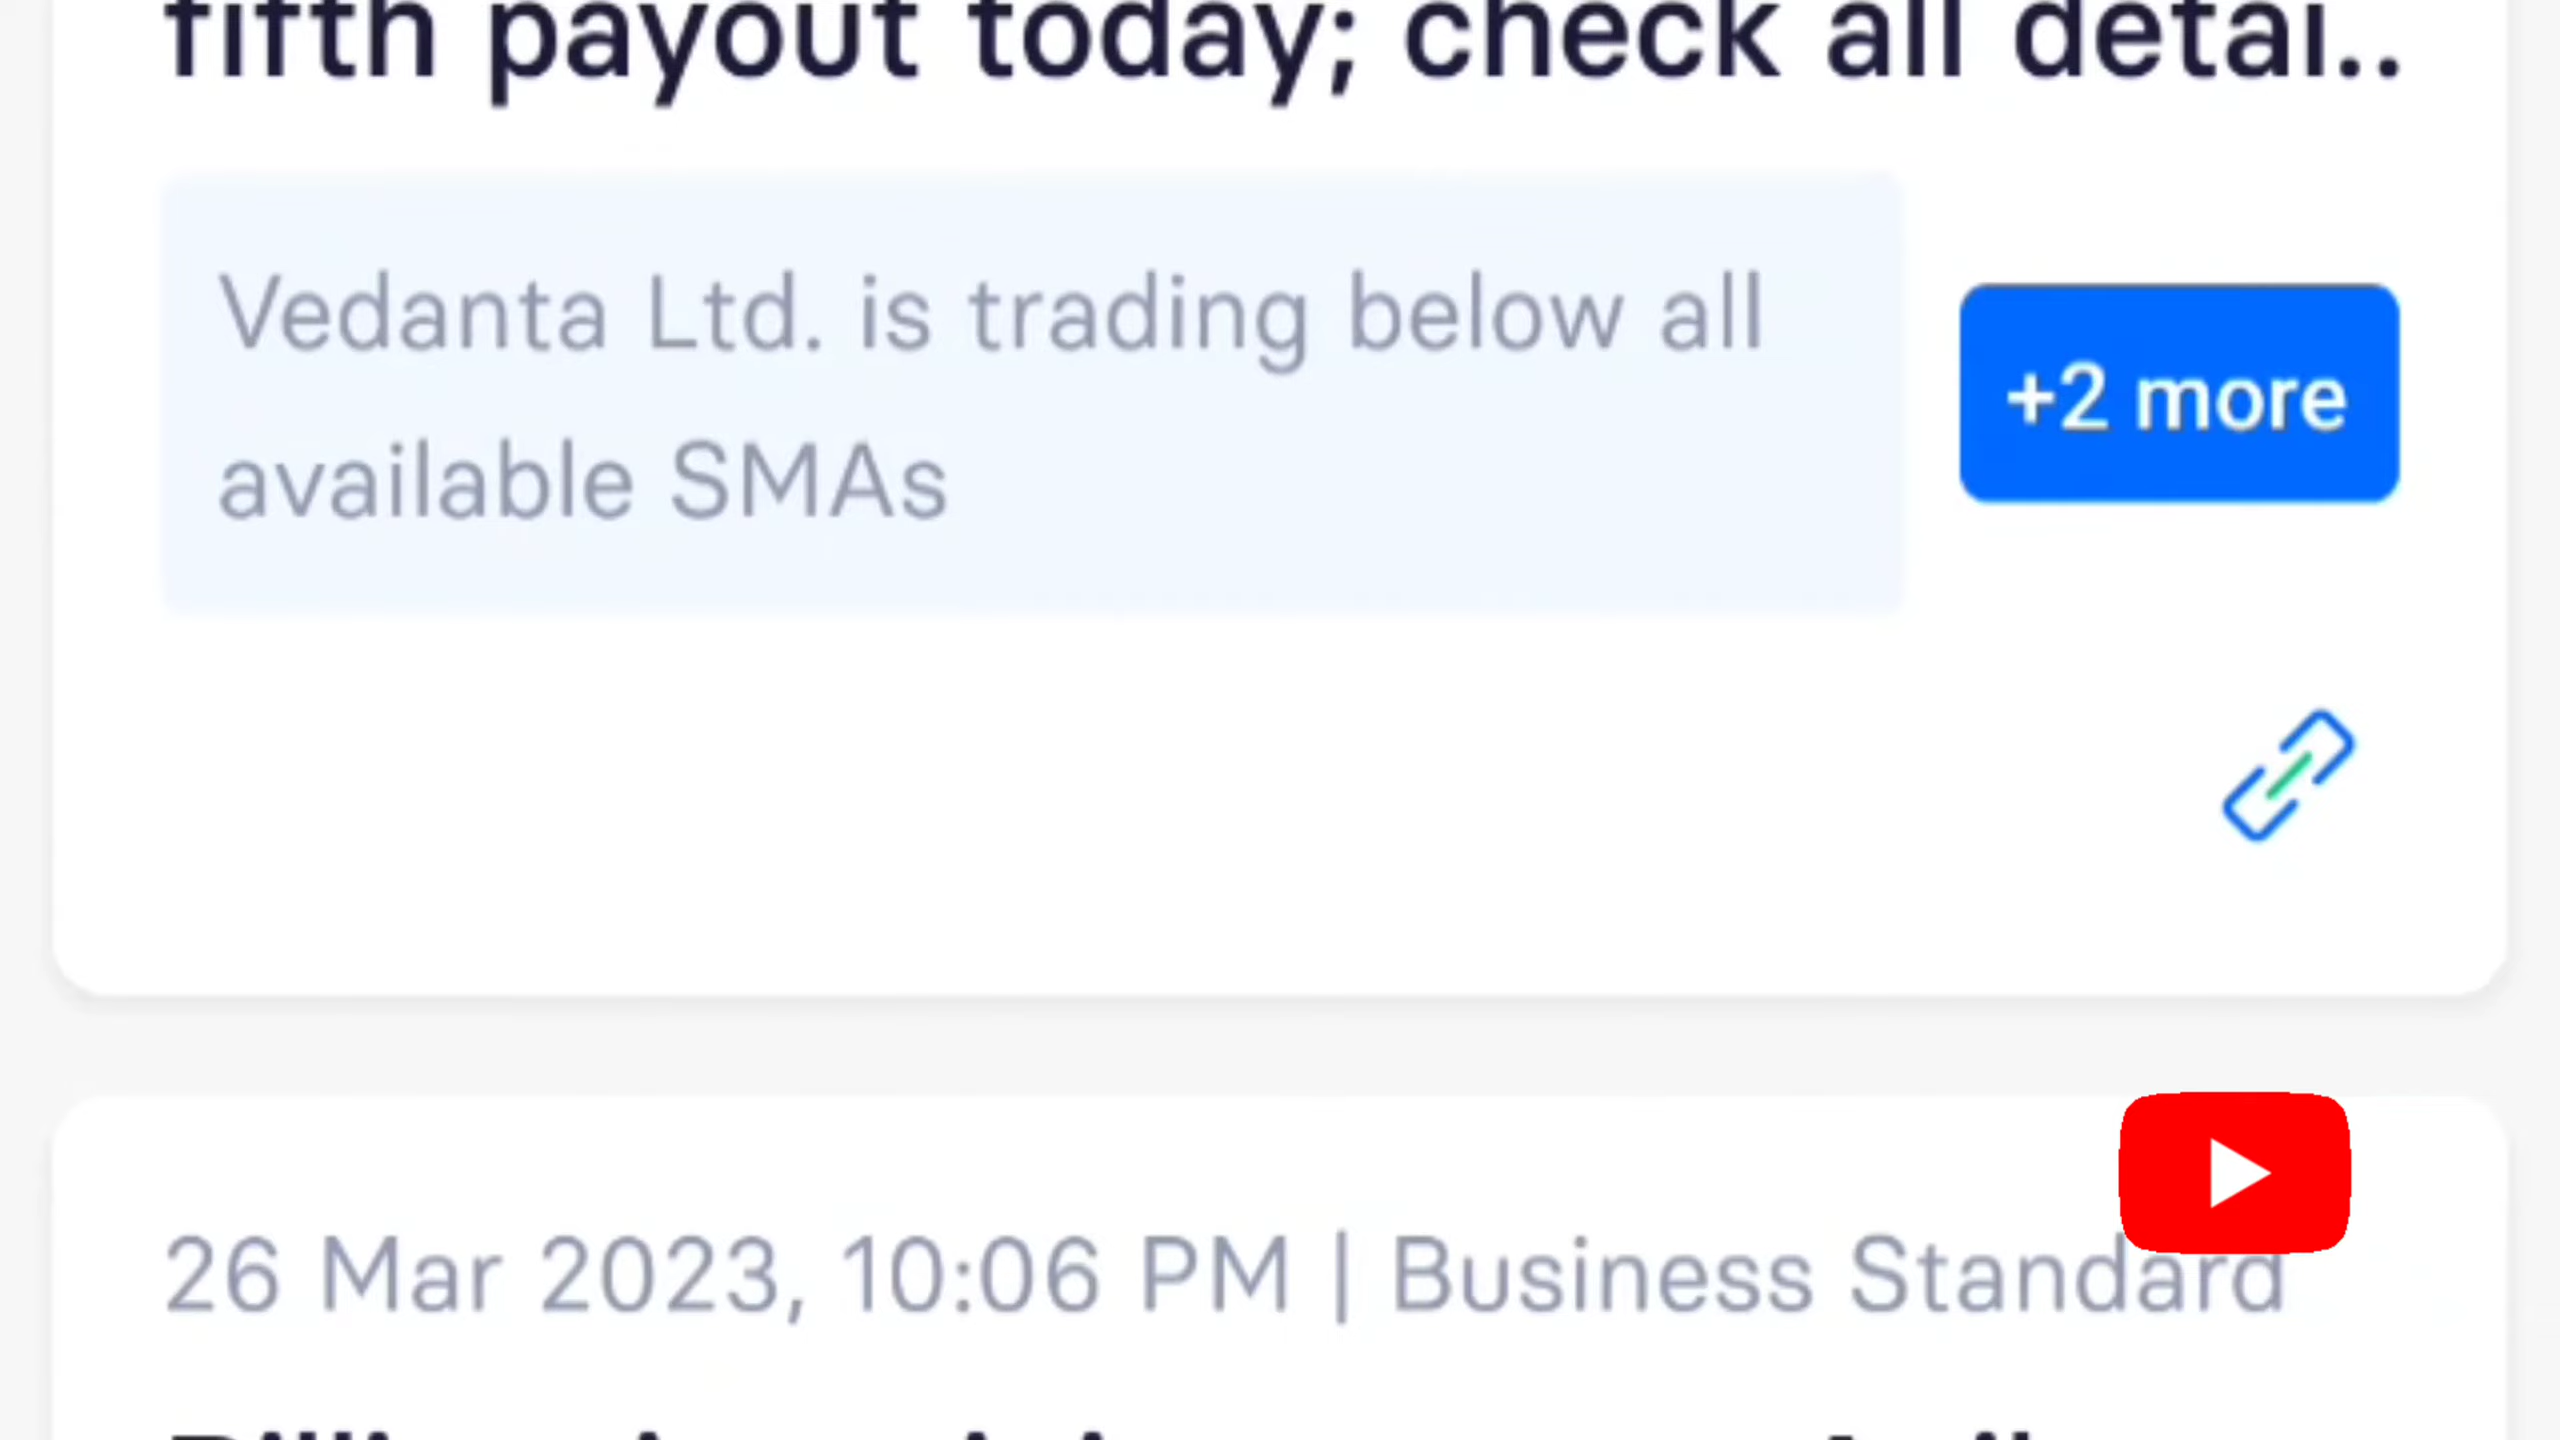 fifth payout today; check all detai..
Vedanta Ltd. is trading below all
available SMAs
+2 more
26 Mar 2023, 10:06 PM | Business Standard